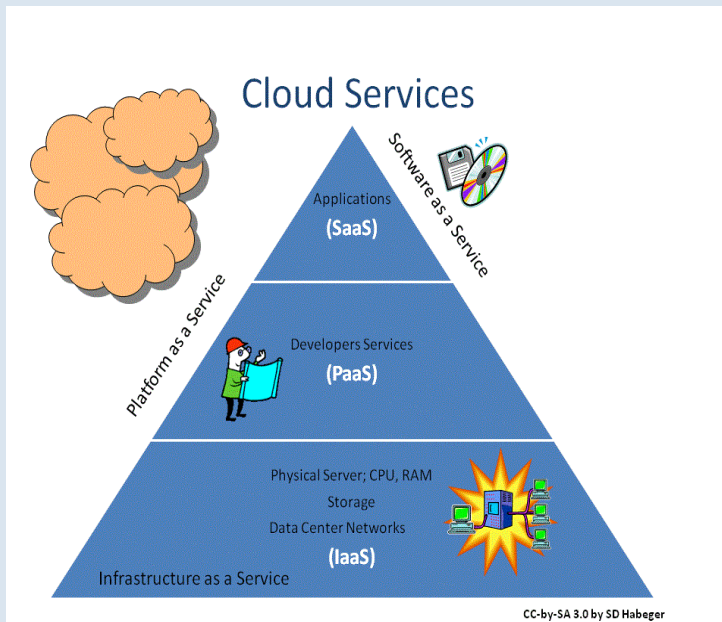 Cloud Services
Software as a Service
Applications
(SaaS)
Platform as a Service
Developers Services
(PaaS)
Physical Server; CPU, RAM
Storage
Data Center Networks
(IaaS)
Infrastructure as a Service
CC-by-SA 3.0 by SD Habeger